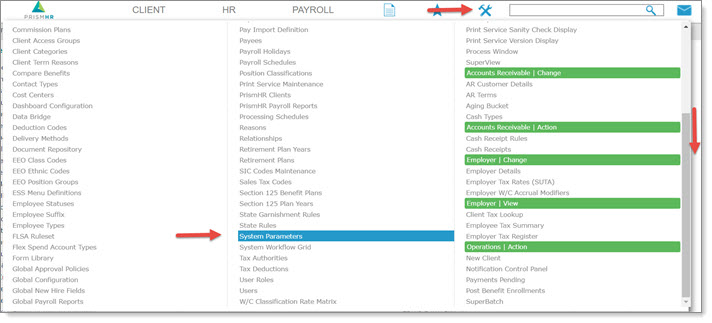 PRISMHR
CLIENT
HR
PAYROLL
Commission Plans
Client Access Groups
Client Categories
Client Term Reasons
Compare Benefits
Contact Types
Cost Centers
Dashboard Configuration
Data Bridge
Deduction Codes
Delivery Methods
Document Repository
EEO Class Codes
EEO Ethnic Codes
EEO Position Groups
ESS Menu Definitions
Employee Statuses
Employee Suffix
Employee Types
FLSA Ruleset
Flex Spend Account Types
Form Library
Global Approval Policies
Global Configuration
Global New Hire Fields
Global Payroll Reports
Pay Import Definition
Payees
Payroll Holidays
Payroll Schedules
Position Classifications
Print Service Maintenance
PrismHR Clients
PrismHR Payroll Reports
Processing Schedules
Reasons
Relationships
Retirement Plan Years
Retirement Plans
SIC Codes Maintenance
Sales Tax Codes
Section 125 Benefit Plans
Section 125 Plan Years
State Garnishment Rules
State Rules
System Parameters
System Workflow Grid
Tax Authorities
Tax Deductions
User Roles
Users
W/C Classification Rate Matrix
Print Service Sanity Check Display
Print Service Version Display
Process Window
SuperView
Accounts Receivable | Change
AR Customer Details
AR Terms
Aging Bucket
Cash Types
Accounts Receivable | Action
Cash Receipt Rules
Cash Receipts
Employer | Change
Employer Details
Employer Tax Rates (SUTA)
Employer W/C Accrual Modifiers
Employer | View
Client Tax Lookup
Employee Tax Summary
Employer Tax Register
Operations | Action
New Client
Notification Control Panel
Payments Pending
Post Benefit Enrollments
SuperBatch